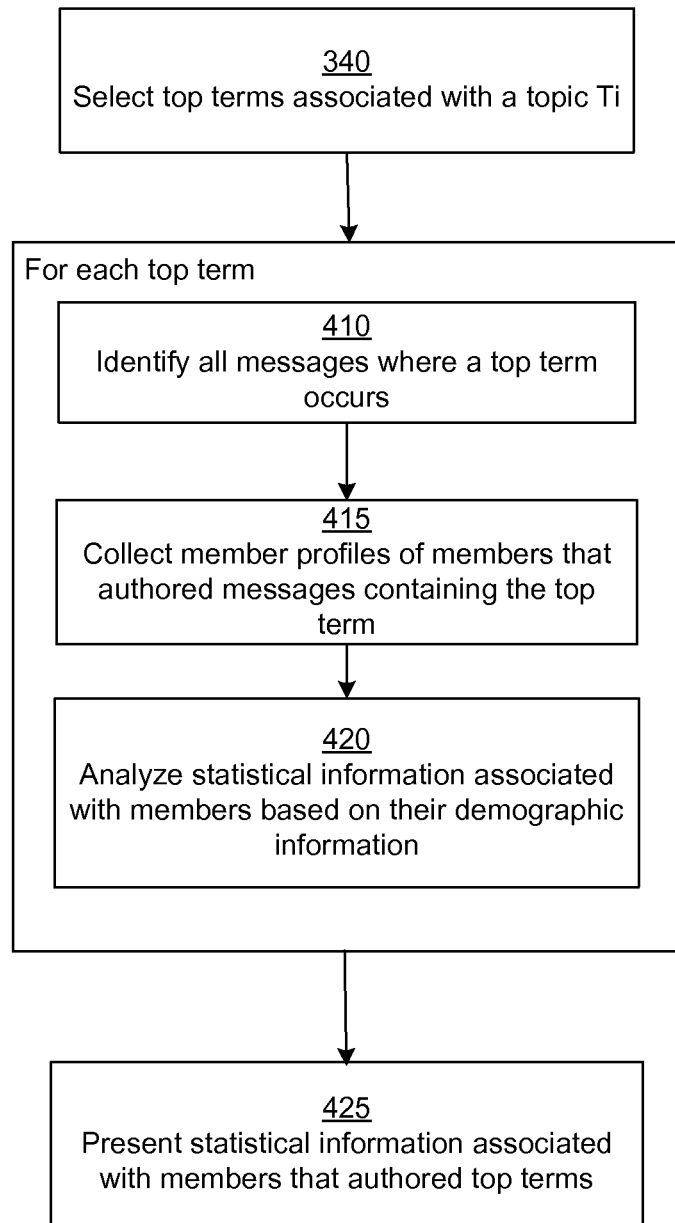 340
Select top terms associated with a topic Ti
For each top term
410
Identify all messages where a top term
occurs
415
Collect member profiles of members that
authored messages containing the top
term
420
Analyze statistical information associated
with members based on their demographic
information
425
Present statistical information associated
with members that authored top terms